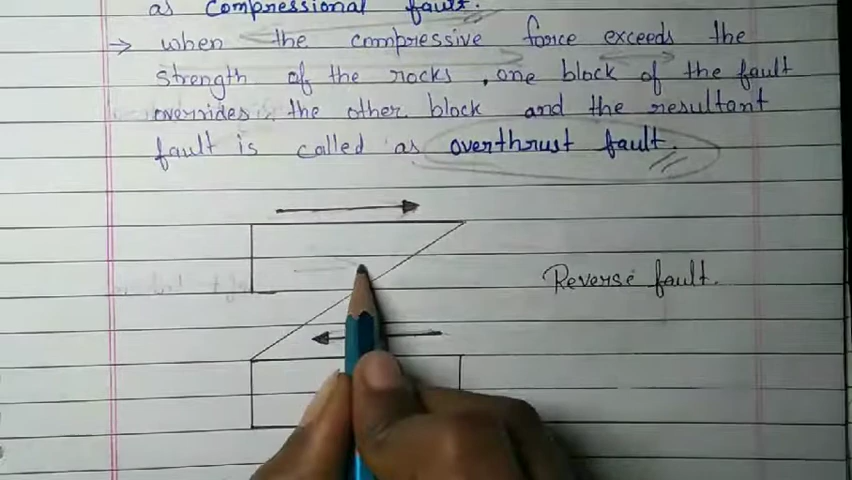 as compressional fault.
→ when the compressive force exceeds the
strength of the rocks , one block of the fault
overrides the other block and the resultant
fault is called as overthrust fault.
Reverse fault.